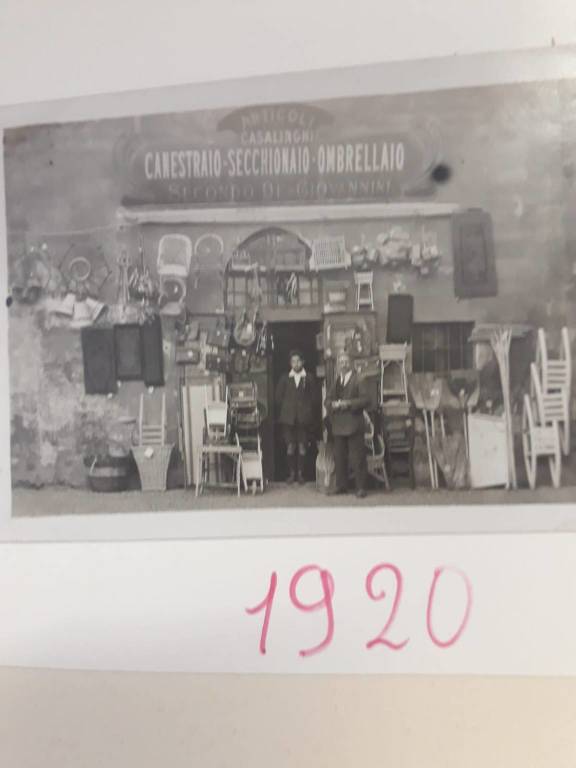 ARTICOLI
CASALINGHI
CANESTRAIO-SECCHIONAIO-OMBRELLAIO
SECONDO DI GIOVANNINI
1920